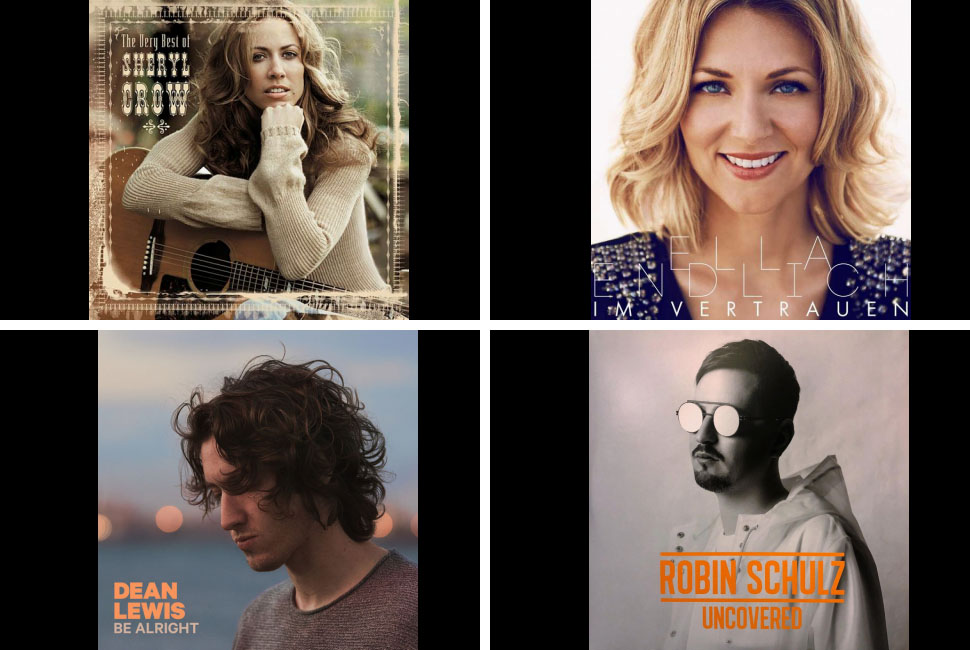 The Very Best of
SHERYL
CROW
ELLA
ENDLICH
IM VERTRAUEN
DEAN
LEWIS
BE ALRIGHT
ROBIN SCHULZ
UNCOVERED